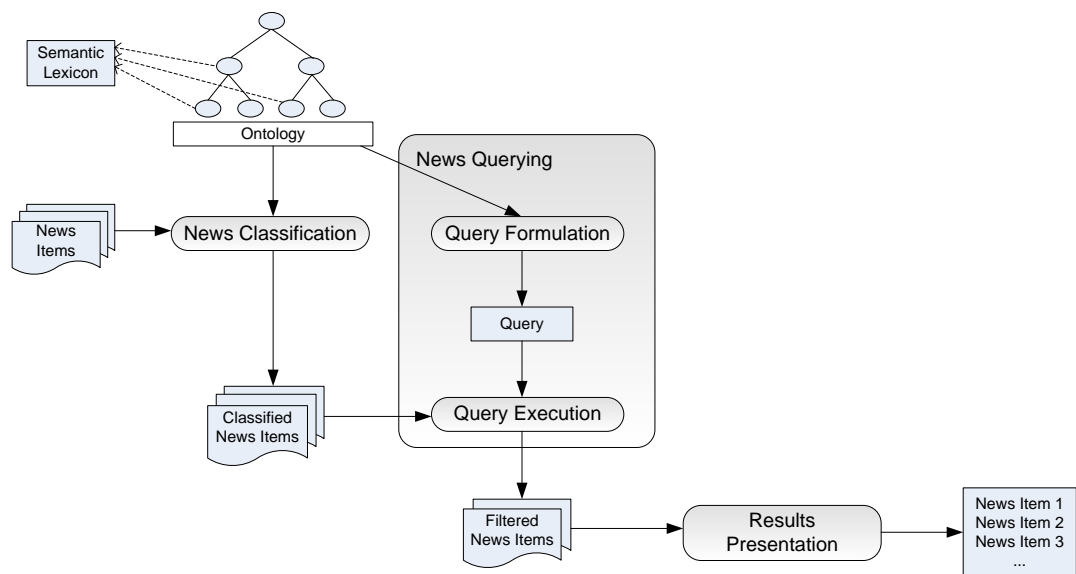 Semantic
Lexicon
Ontology
News Querying
News
Items
News Classification
Query Formulation
Query
Classified
News Items
Query Execution
Filtered
News Items
Results
Presentation
News Item 1
News Item 2
News Item 3
...